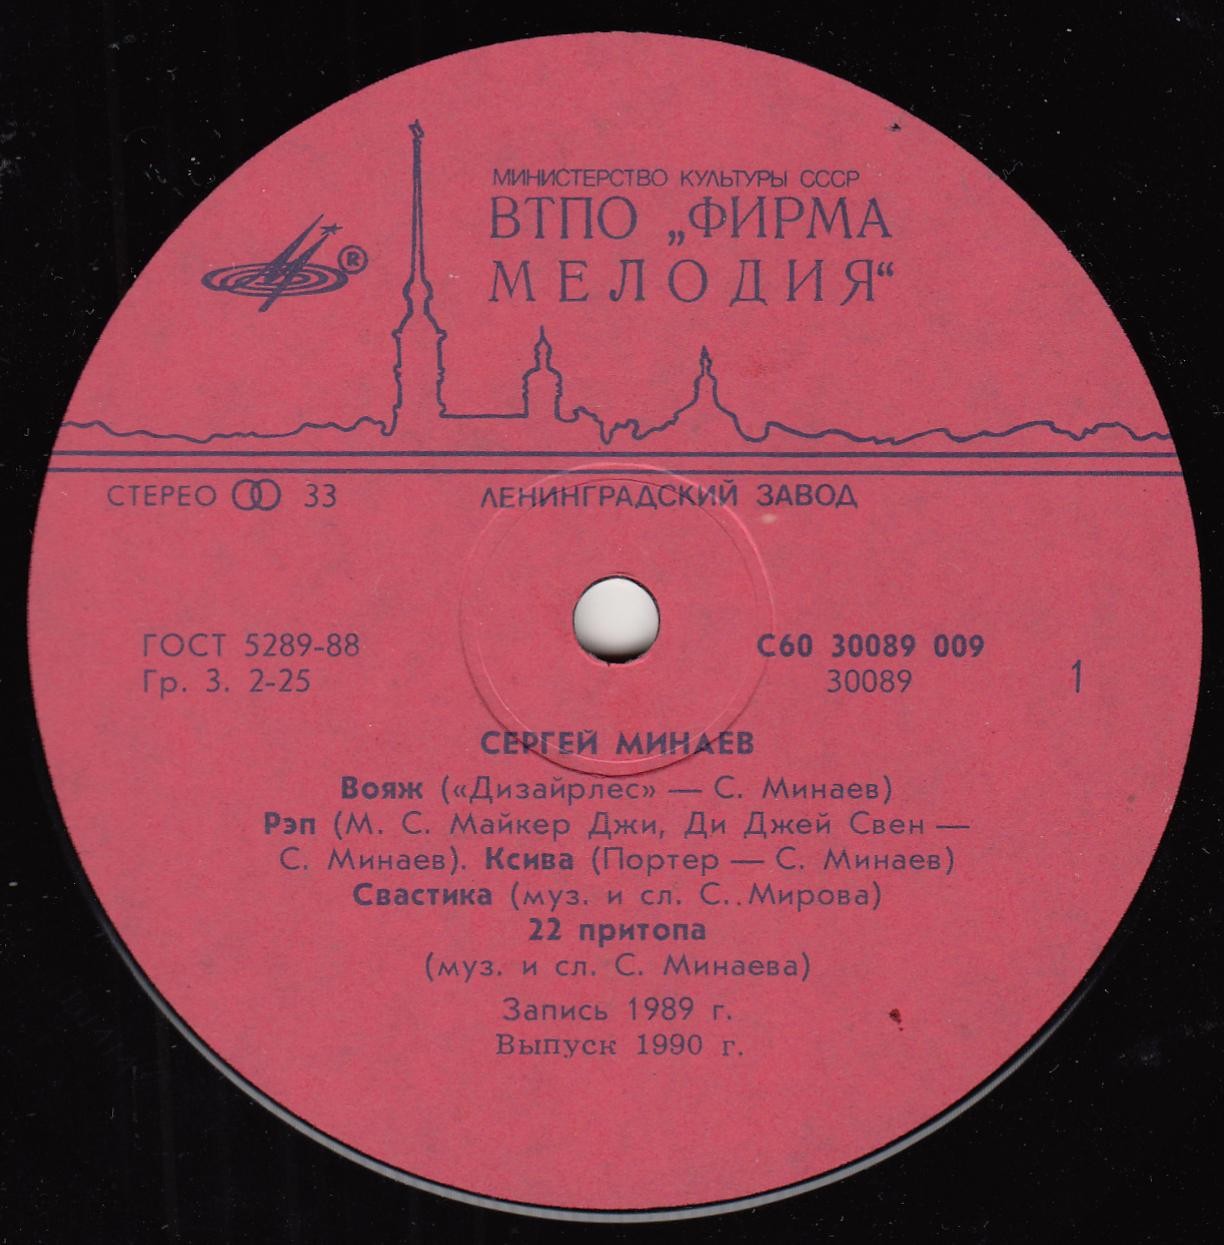 МИНИСТЕРСТВО КУЛЬТУРЫ СССР
ВТПО „ФИРМА
МЕЛОДИЯ“
®
СТЕРЕО 33
ЛЕНИНГРАДСКИЙ ЗАВОД
ГОСТ 5289-88
Гр. 3. 2-25
С60 30089 009
30089
1
СЕРГЕЙ МИНАЕВ
Вояж («Дизайрлес» — С. Минаев)
Рэп (М. С. Майкер Джи, Ди Джей Свен —
С. Минаев). Ксива (Портер — С. Минаев)
Свастика (муз. и сл. С.. Мирова)
22 притопа
(муз. и сл. С. Минаева)
Запись 1989 г.
Выпуск 1990 г.